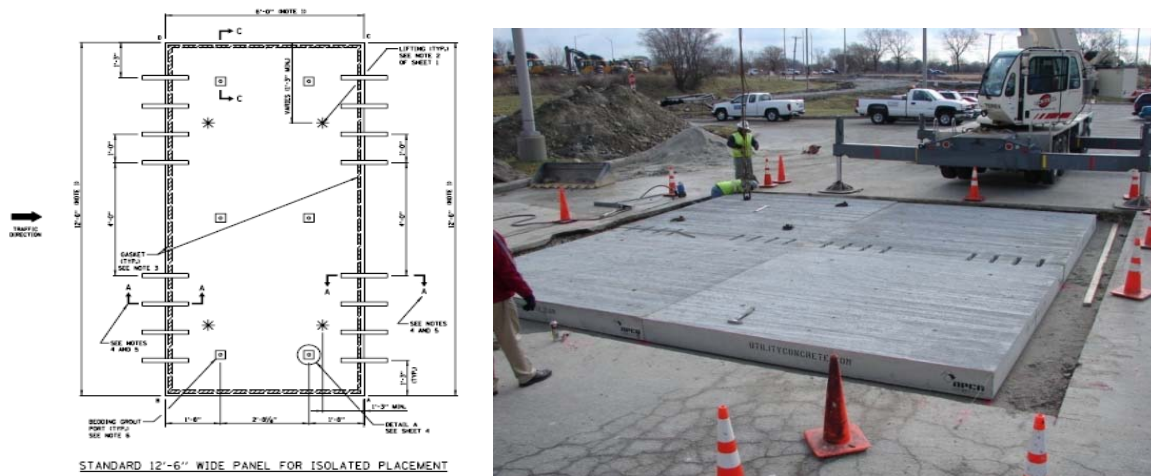 6'-0" (NOTE 1)
D
C
C
C
LIFTING (TYP.)
SEE NOTE 2
OF SHEET 1
1'-3"
VARIES (1'-3" MIN.)
1'-0"
1'-0"
12'-6" (NOTE 1)
12'-6" (NOTE 1)
4'-0"
4'-0"
TRAFFIC
DIRECTION
GASKET
(TYP.)
SEE NOTE 3
A
A
A
A
SEE NOTES
4 AND 5
SEE NOTES
4 AND 5
1'-3"
(TYP.)
B
A
1'-3" MIN.
1'-6"
1'-6"
BEDDING GROUT
PORT (TYP.)
SEE NOTE 6
DETAIL A
SEE SHEET 4
STANDARD 12'-6" WIDE PANEL FOR ISOLATED PLACEMENT
UTILITYCONCRETE.COM